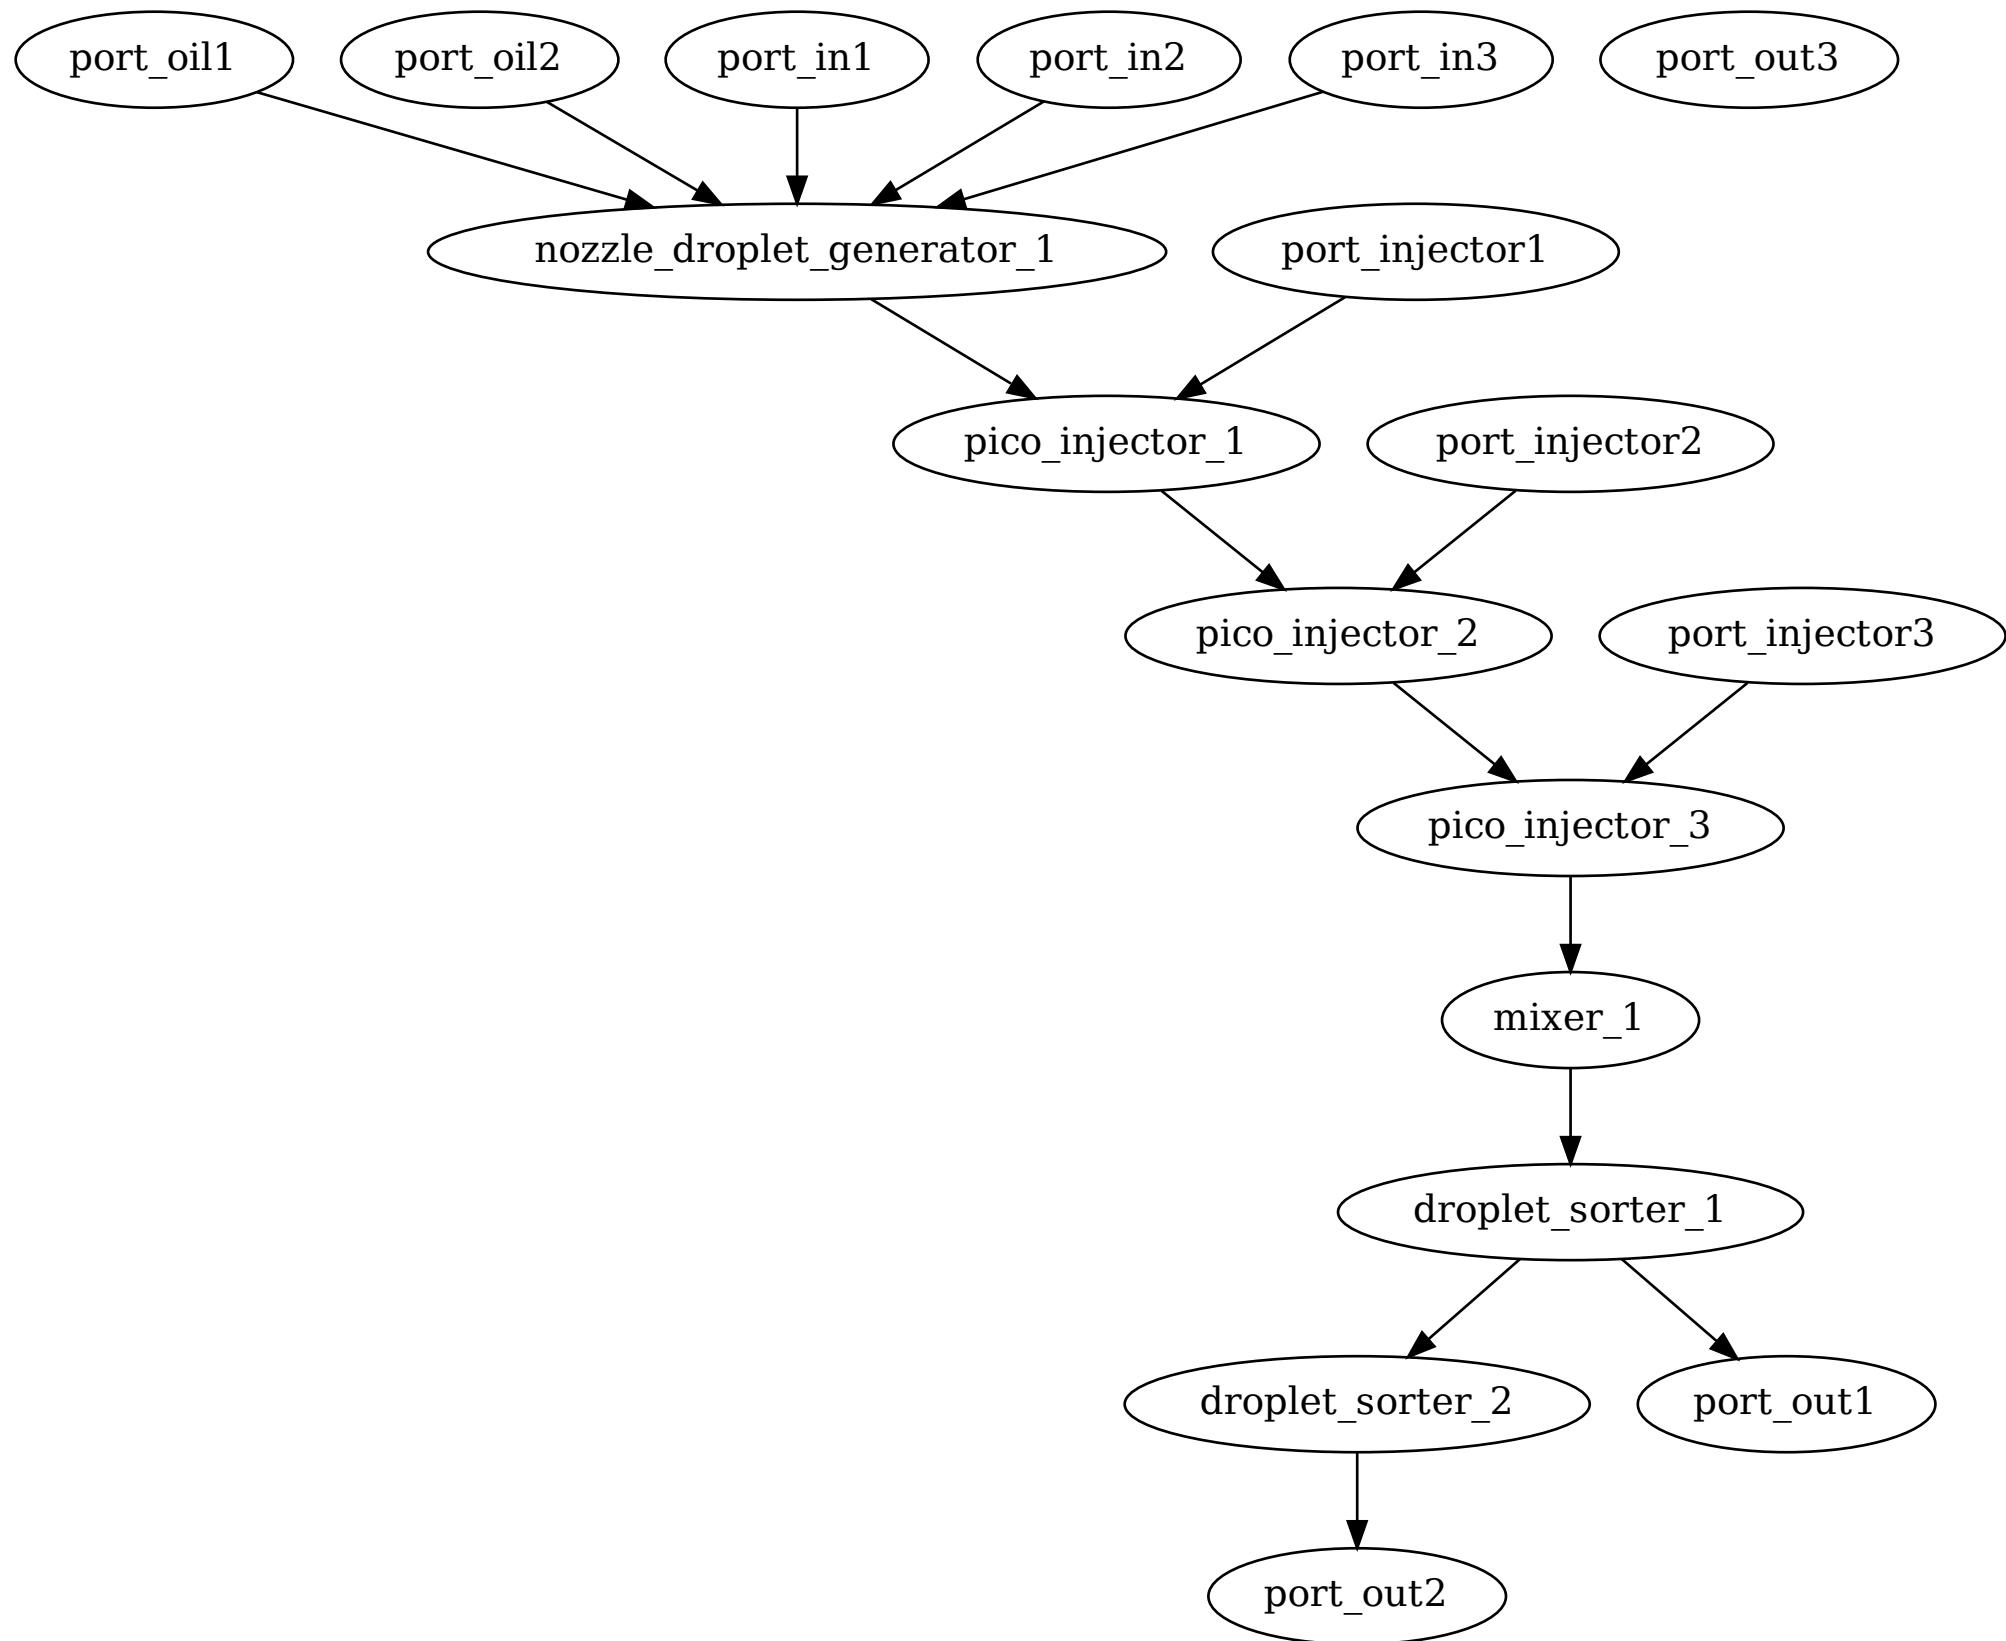 port_oil1
port_oil2
port_in1
port_in2
port_in3
port_out3
nozzle_droplet_generator_1
port_injector1
pico_injector_1
port_injector2
pico_injector_2
port_injector3
pico_injector_3
mixer_1
droplet_sorter_1
droplet_sorter_2
port_out1
port_out2